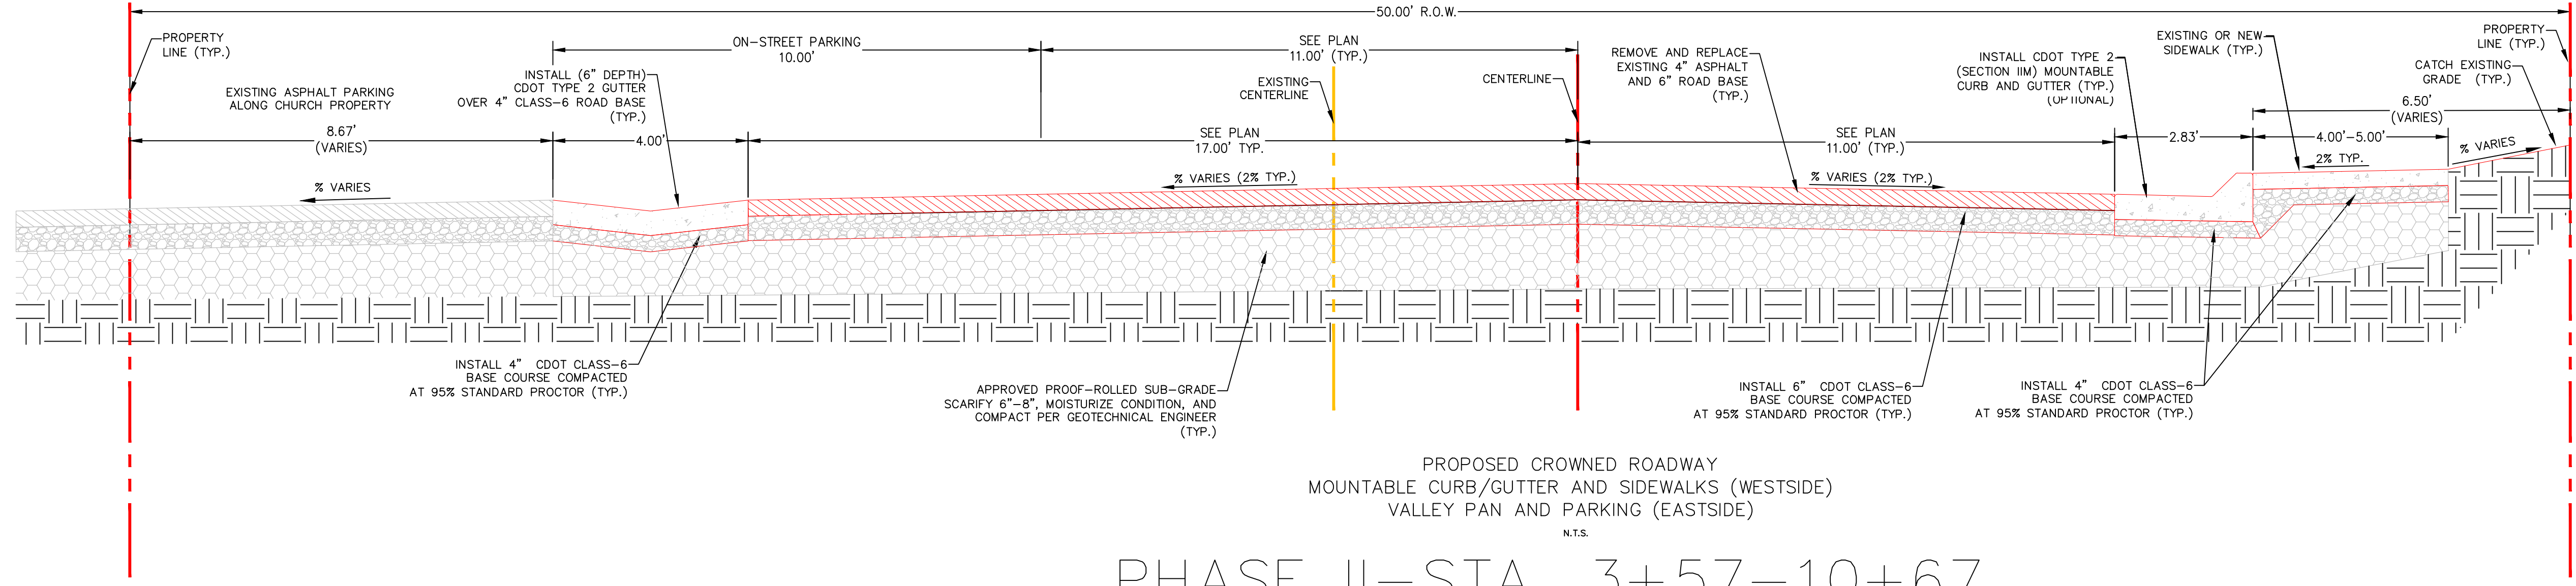 50.00' R.O.W.
PROPERTY
LINE (TYP.)
ON-STREET PARKING
10.00'
SEE PLAN
11.00' (TYP.)
EXISTING ASPHALT PARKING
ALONG CHURCH PROPERTY
INSTALL (6" DEPTH)
CDOT TYPE 2 GUTTER
OVER 4" CLASS-6 ROAD BASE
(TYP.)
EXISTING
CENTERLINE
CENTERLINE
REMOVE AND REPLACE
EXISTING 4" ASPHALT
AND 6" ROAD BASE
(TYP.)
INSTALL CDOT TYPE 2
(SECTION IIM) MOUNTABLE
CURB AND GUTTER (TYP.)
(OPTIONAL)
EXISTING OR NEW
SIDEWALK (TYP.)
PROPERTY
LINE (TYP.)
CATCH EXISTING
GRADE (TYP.)
6.50'
(VARIES)
8.67'
(VARIES)
4.00'
SEE PLAN
17.00' TYP.
SEE PLAN
11.00' (TYP.)
2.83'
4.00'-5.00'
% VARIES
% VARIES (2% TYP.)
% VARIES (2% TYP.)
2% TYP.
% VARIES
INSTALL 4" CDOT CLASS-6
BASE COURSE COMPACTED
AT 95% STANDARD PROCTOR (TYP.)
APPROVED PROOF-ROLLED SUB-GRADE
SCARIFY 6"-8", MOISTURIZE CONDITION, AND
COMPACT PER GEOTECHNICAL ENGINEER
(TYP.)
INSTALL 6" CDOT CLASS-6
BASE COURSE COMPACTED
AT 95% STANDARD PROCTOR (TYP.)
INSTALL 4" CDOT CLASS-6
BASE COURSE COMPACTED
AT 95% STANDARD PROCTOR (TYP.)
PROPOSED CROWNED ROADWAY
MOUNTABLE CURB/GUTTER AND SIDEWALKS (WESTSIDE)
VALLEY PAN AND PARKING (EASTSIDE)
N.T.S.
PHASE II-STA. 3+57-10+67